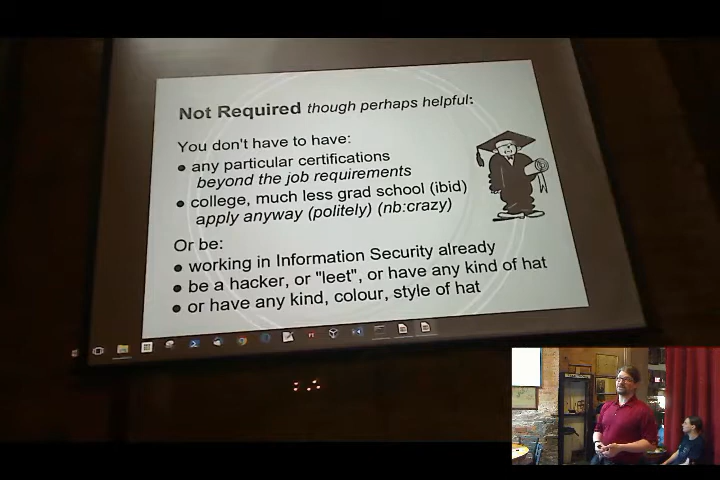 Not Required though perhaps helpful:
You don't have to have:
• any particular certifications
beyond the job requirements
• college, much less grad school (ibid)
apply anyway (politely) (nb:crazy)
Or be:
• working in Information Security already
• be a hacker, or "leet", or have any kind of hat
• or have any kind, colour, style of hat